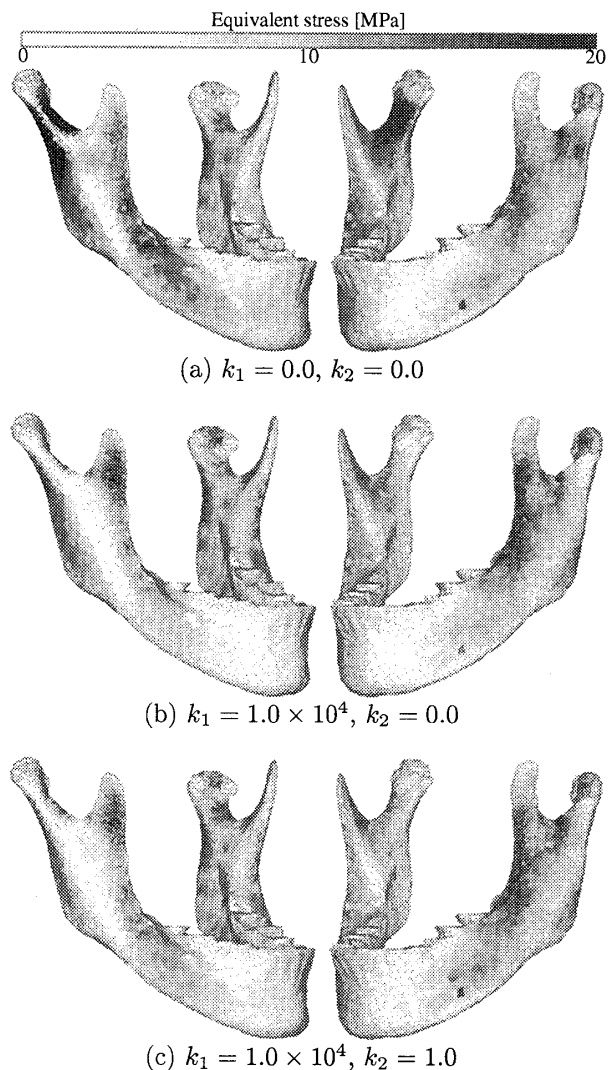 Equivalent stress [MPa]
0 10 20
(a) k₁ = 0.0, k₂ = 0.0
(b) k₁ = 1.0 × 10⁴, k₂ = 0.0
(c) k₁ = 1.0 × 10⁴, k₂ = 1.0